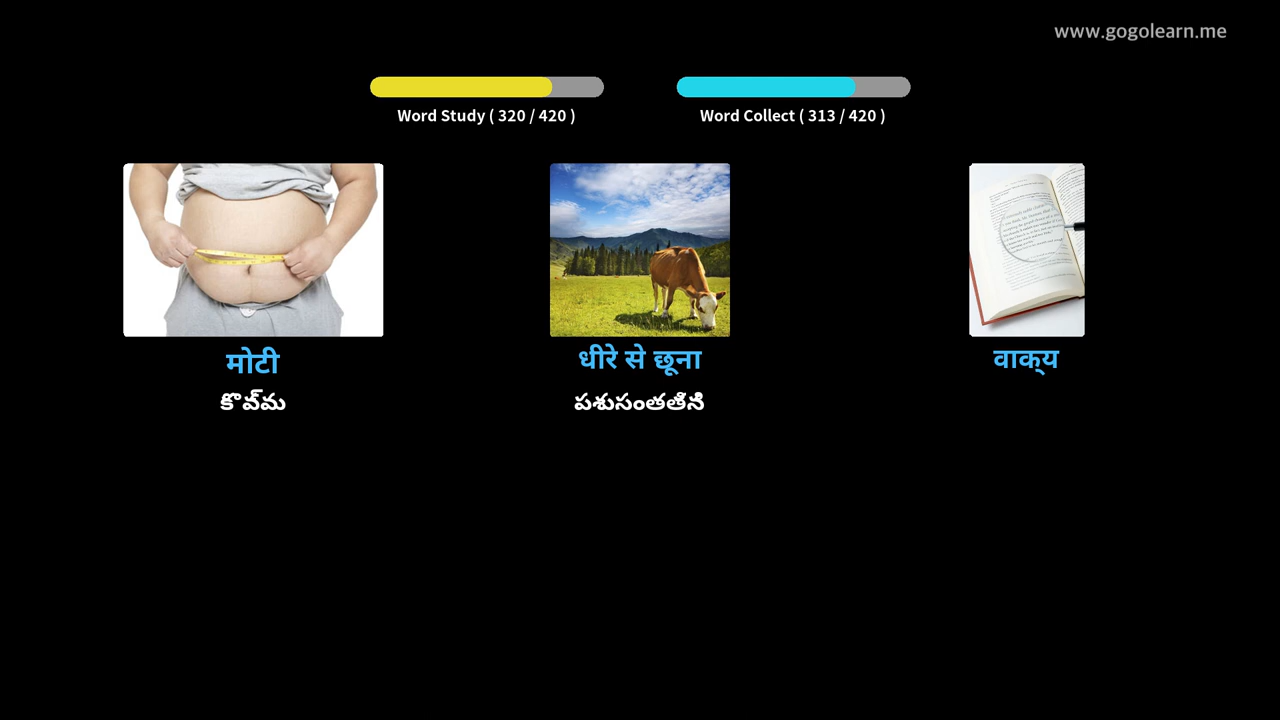 www.gogolearn.me
Word Study ( 320 / 420 )
Word Collect ( 313 / 420 )
मोटी
धीरे से छूना
वाक्य
కొవ్మ
పశుసంతతిని